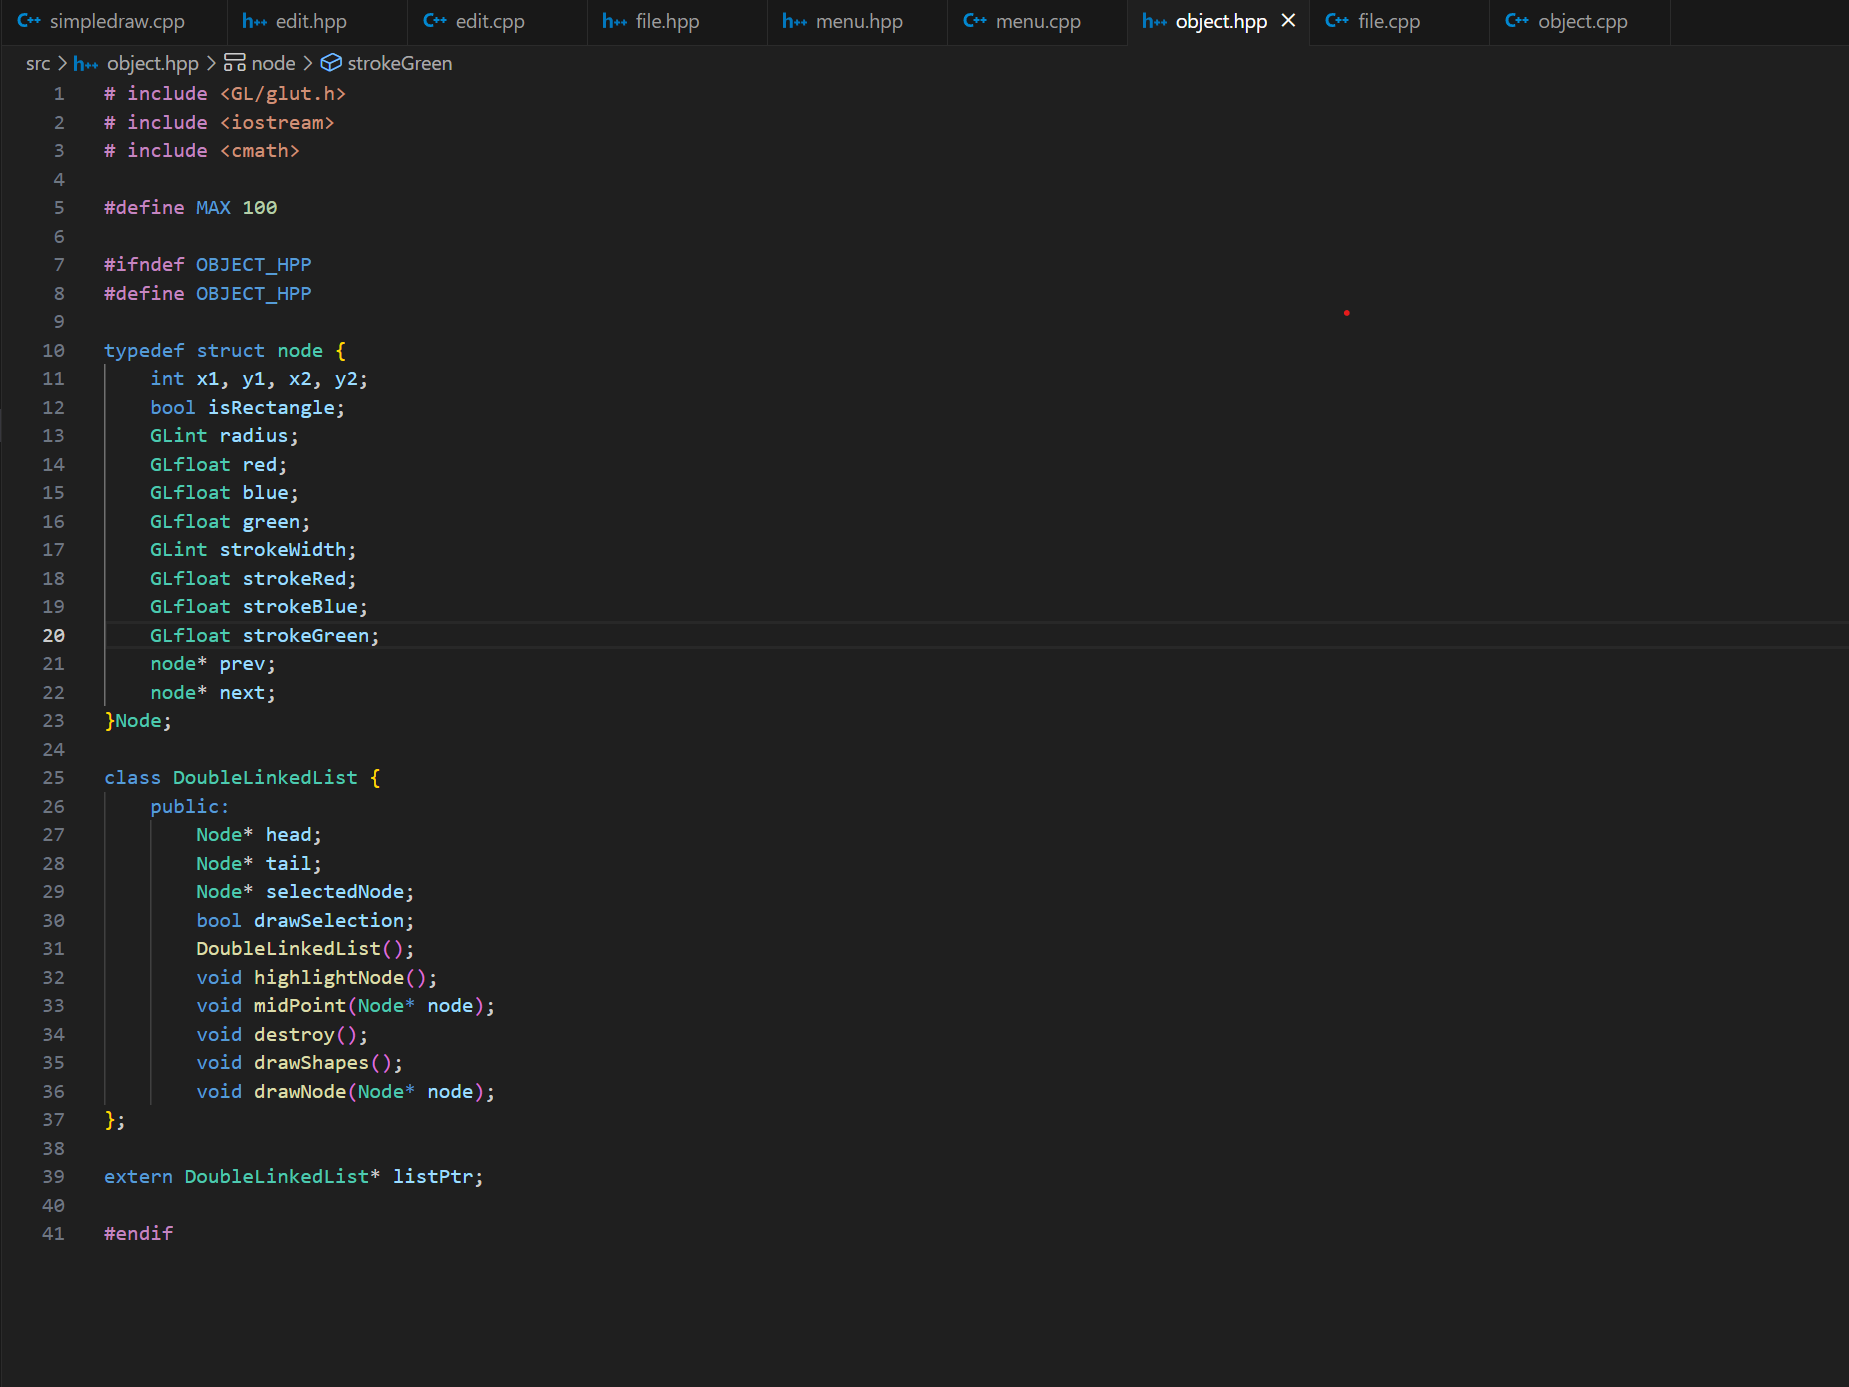 C++ simpledraw.cpp h++ edit.hpp C++ edit.cpp h++ file.hpp h++ menu.hpp C++ menu.cpp h++ object.hpp × C++ file.cpp C++ object.cpp
src > h++ object.hpp > node > strokeGreen
1 # include <GL/glut.h>
2 # include <iostream>
3 # include <cmath>
4
5 #define MAX 100
6
7 #ifndef OBJECT_HPP
8 #define OBJECT_HPP
9
10 typedef struct node {
11     int x1, y1, x2, y2;
12     bool isRectangle;
13     GLint radius;
14     GLfloat red;
15     GLfloat blue;
16     GLfloat green;
17     GLint strokeWidth;
18     GLfloat strokeRed;
19     GLfloat strokeBlue;
20     GLfloat strokeGreen;
21     node* prev;
22     node* next;
23 }Node;
24
25 class DoubleLinkedList {
26     public:
27         Node* head;
28         Node* tail;
29         Node* selectedNode;
30         bool drawSelection;
31         DoubleLinkedList();
32         void highlightNode();
33         void midPoint(Node* node);
34         void destroy();
35         void drawShapes();
36         void drawNode(Node* node);
37 };
38
39 extern DoubleLinkedList* listPtr;
40
41 #endif